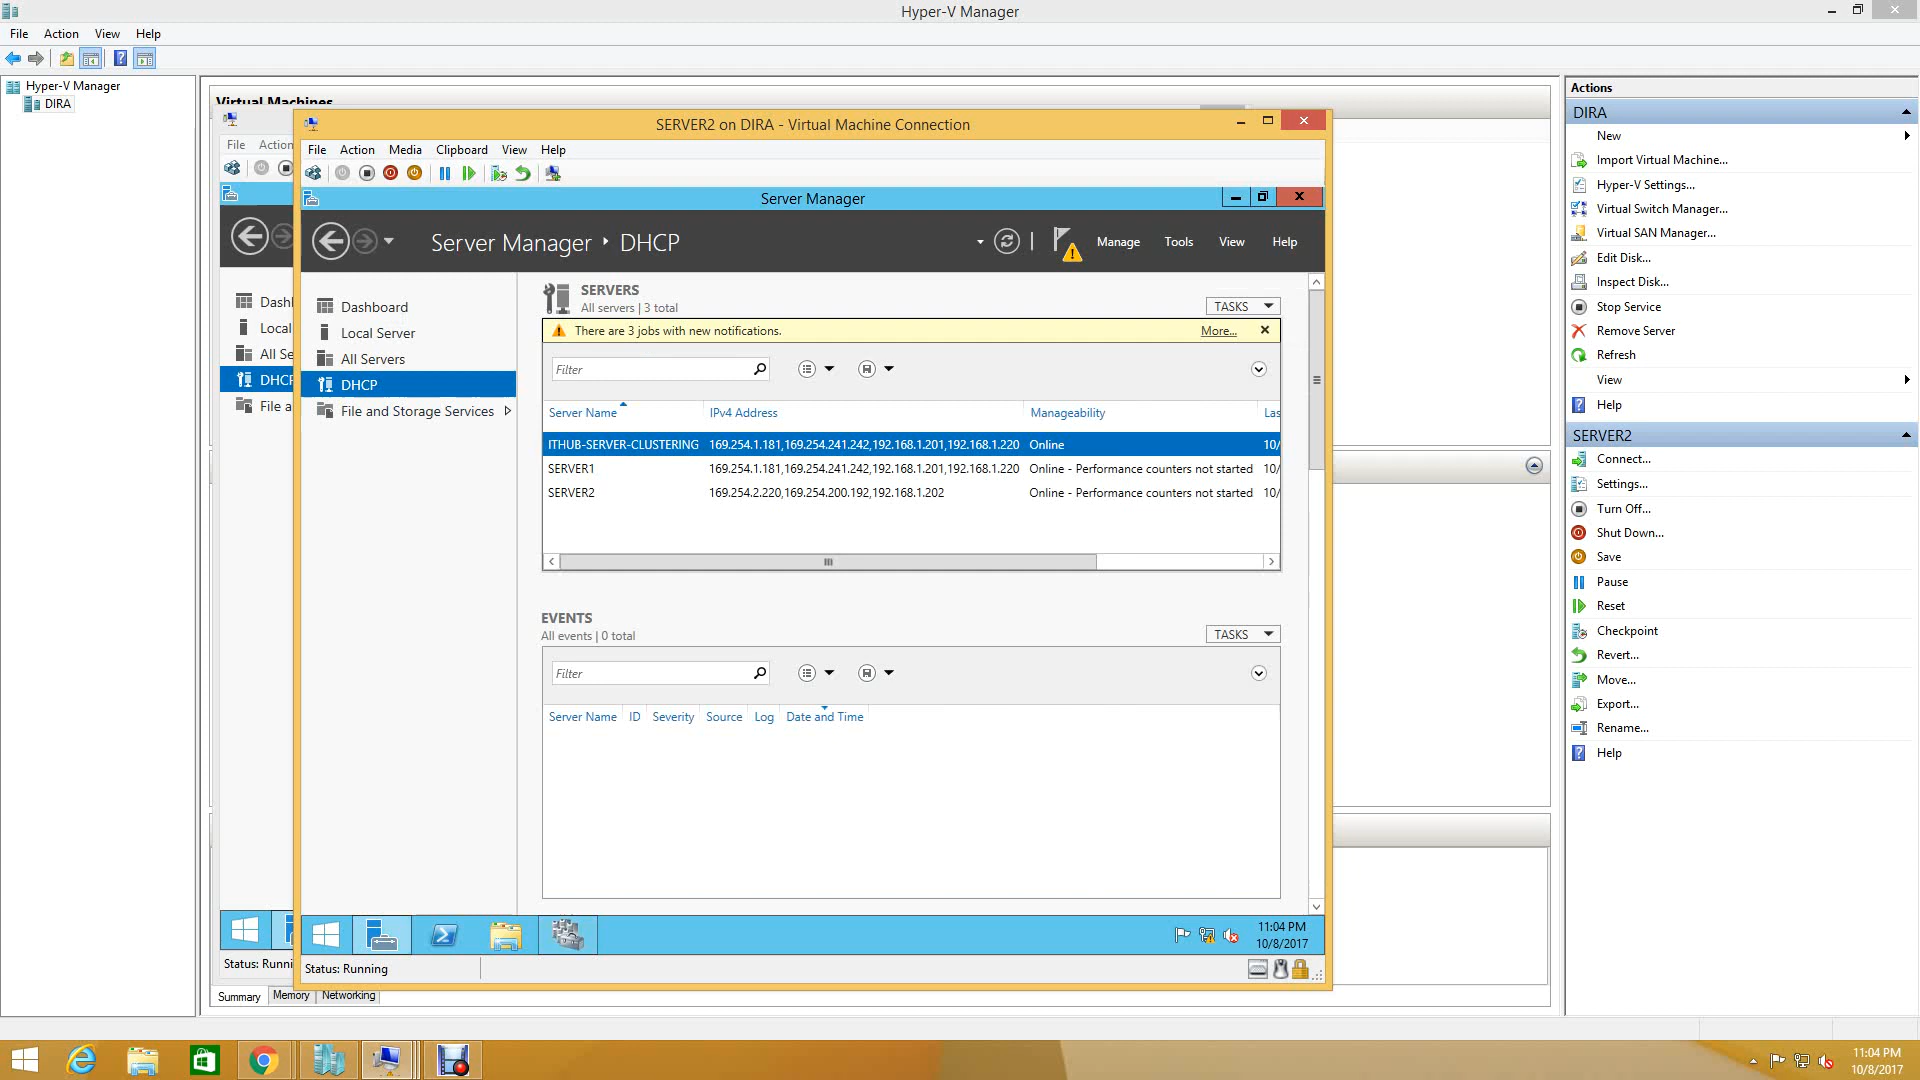 Hyper-V Manager
File Action View Help
Hyper-V Manager
DIRA
Virtual Machines
File Action
Status: Runni
Summary Memory Networking
SERVER2 on DIRA - Virtual Machine Connection
File Action Media Clipboard View Help
Server Manager
Server Manager DHCP
Manage Tools View Help
Dashboard
Local Server
All Servers
DHCP
File and Storage Services
Dashl
Local
All Se
DHCP
File a
SERVERS
All servers | 3 total
TASKS
There are 3 jobs with new notifications.
More...
Filter
Server Name IPv4 Address Manageability Las
ITHUB-SERVER-CLUSTERING 169.254.1.181,169.254.241.242,192.168.1.201,192.168.1.220 Online 10/
SERVER1 169.254.1.181,169.254.241.242,192.168.1.201,192.168.1.220 Online - Performance counters not started 10/
SERVER2 169.254.2.220,169.254.200.192,192.168.1.202 Online - Performance counters not started 10/
EVENTS
All events | 0 total
TASKS
Filter
Server Name ID Severity Source Log Date and Time
11:04 PM
10/8/2017
Status: Running
Actions
DIRA
New
Import Virtual Machine...
Hyper-V Settings...
Virtual Switch Manager...
Virtual SAN Manager...
Edit Disk...
Inspect Disk...
Stop Service
Remove Server
Refresh
View
Help
SERVER2
Connect...
Settings...
Turn Off...
Shut Down...
Save
Pause
Reset
Checkpoint
Revert...
Move...
Export...
Rename...
Help
11:04 PM
10/8/2017